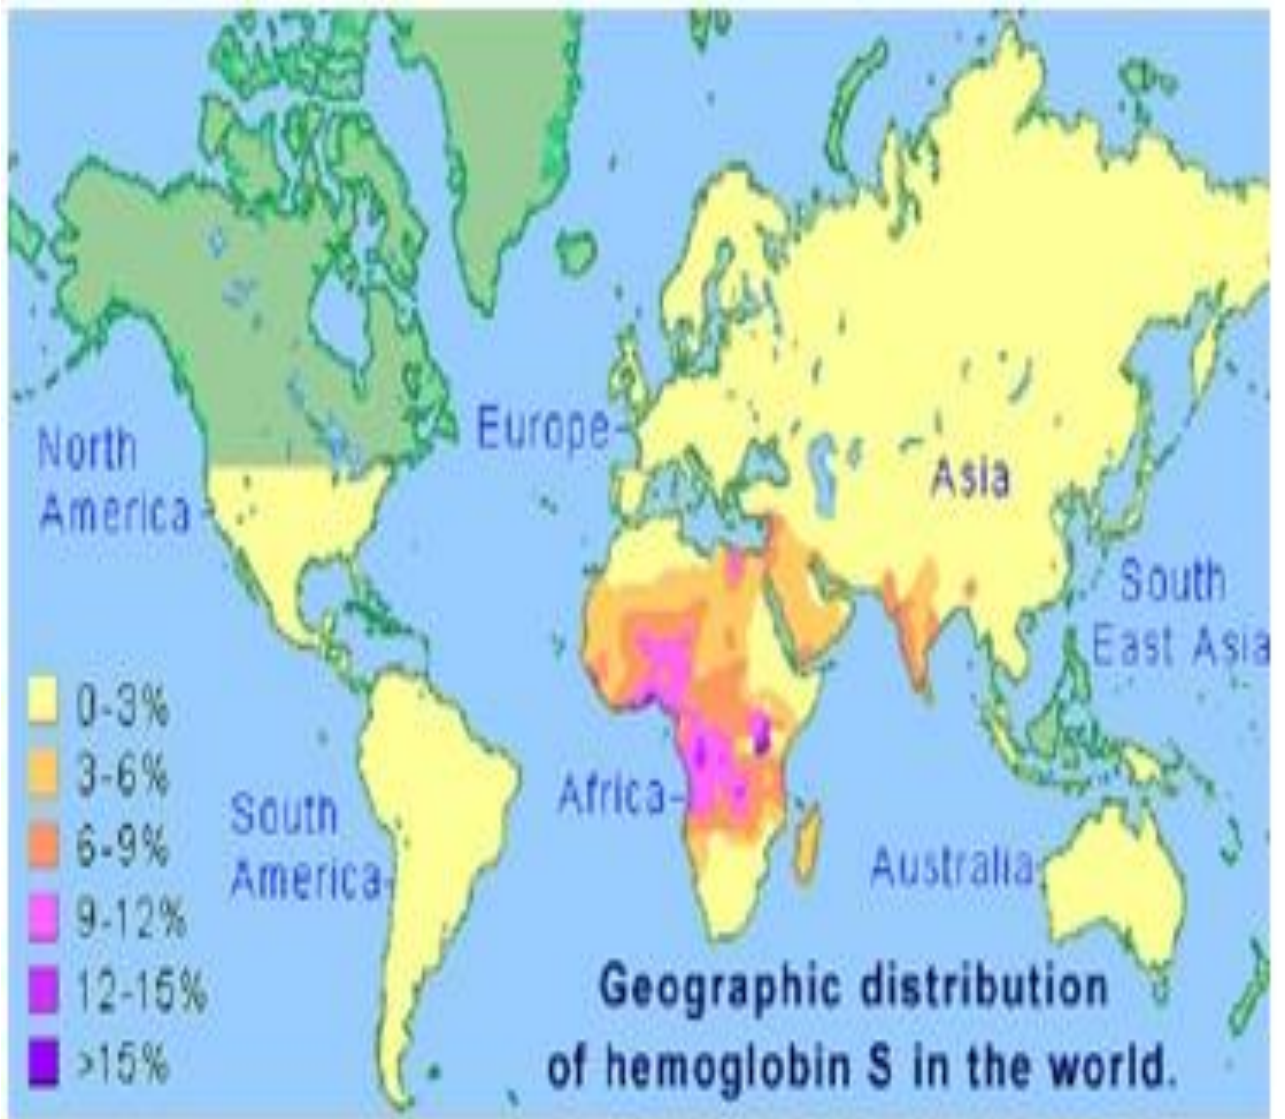 North
America
Europe
Asia
South
East Asia
0-3%
3-6%
6-9%
9-12%
12-15%
>15%
South
America
Africa
Australia
Geographic distribution
of hemoglobin S in the world.